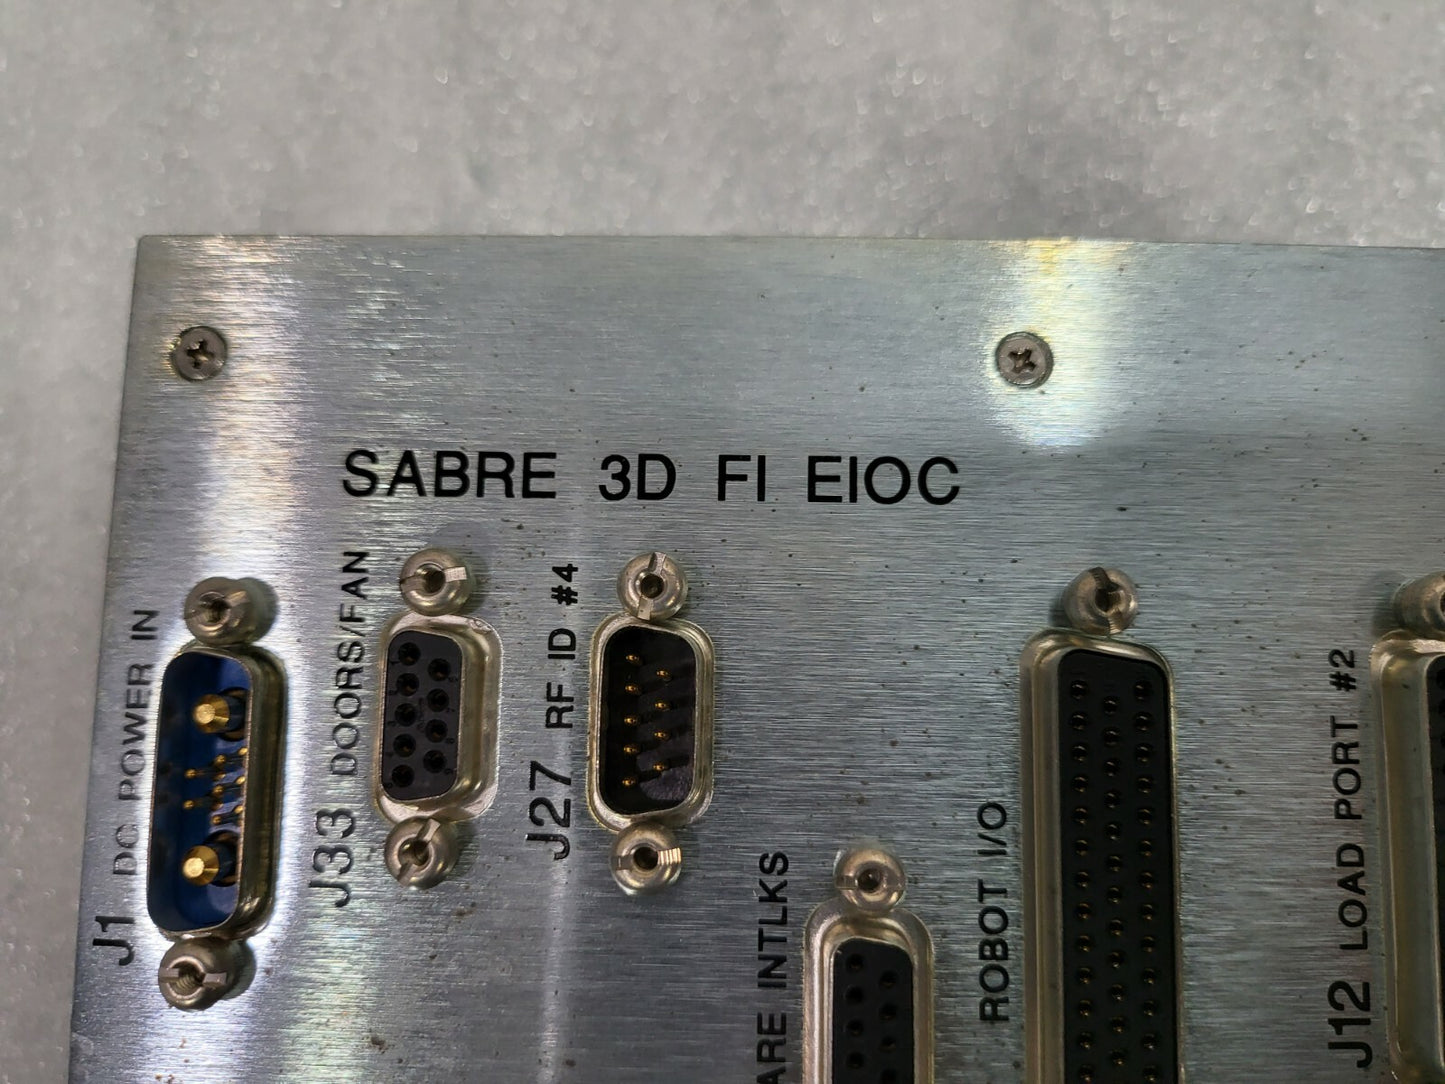 SABRE 3D FI EIOC
J1 DC POWER IN
J33 DOORS/FAN
J27 RF ID #4
INTLKS
ROBOT I/O
J12 LOAD PORT #2